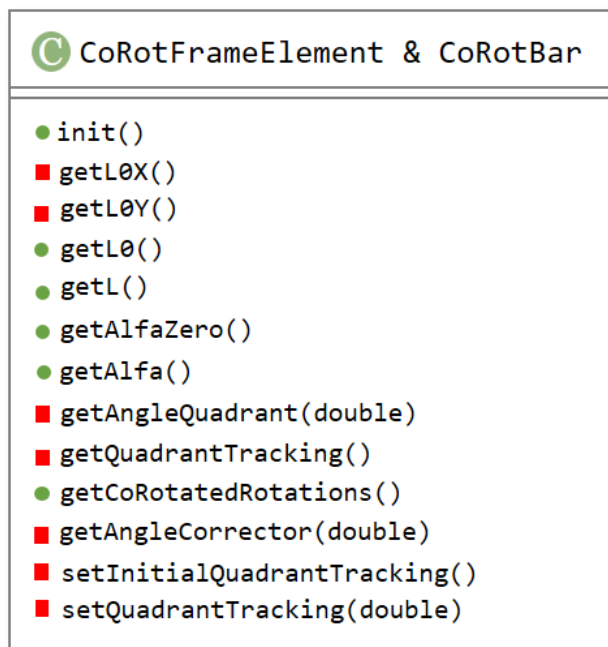 C CoRotFrameElement & CoRotBar
init()
getL0X()
getL0Y()
getL0()
getL()
getAlfaZero()
getAlfa()
getAngleQuadrant(double)
getQuadrantTracking()
getCoRotatedRotations()
getAngleCorrector(double)
setInitialQuadrantTracking()
setQuadrantTracking(double)